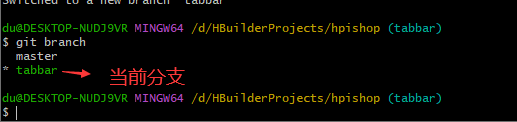 Switched to a new branch 'tabbar'
du@DESKTOP-NUDJ9VR MINGW64 /d/HBuilderProjects/hpishop (tabbar)
$ git branch
master
* tabbar 当前分支
du@DESKTOP-NUDJ9VR MINGW64 /d/HBuilderProjects/hpishop (tabbar)
$